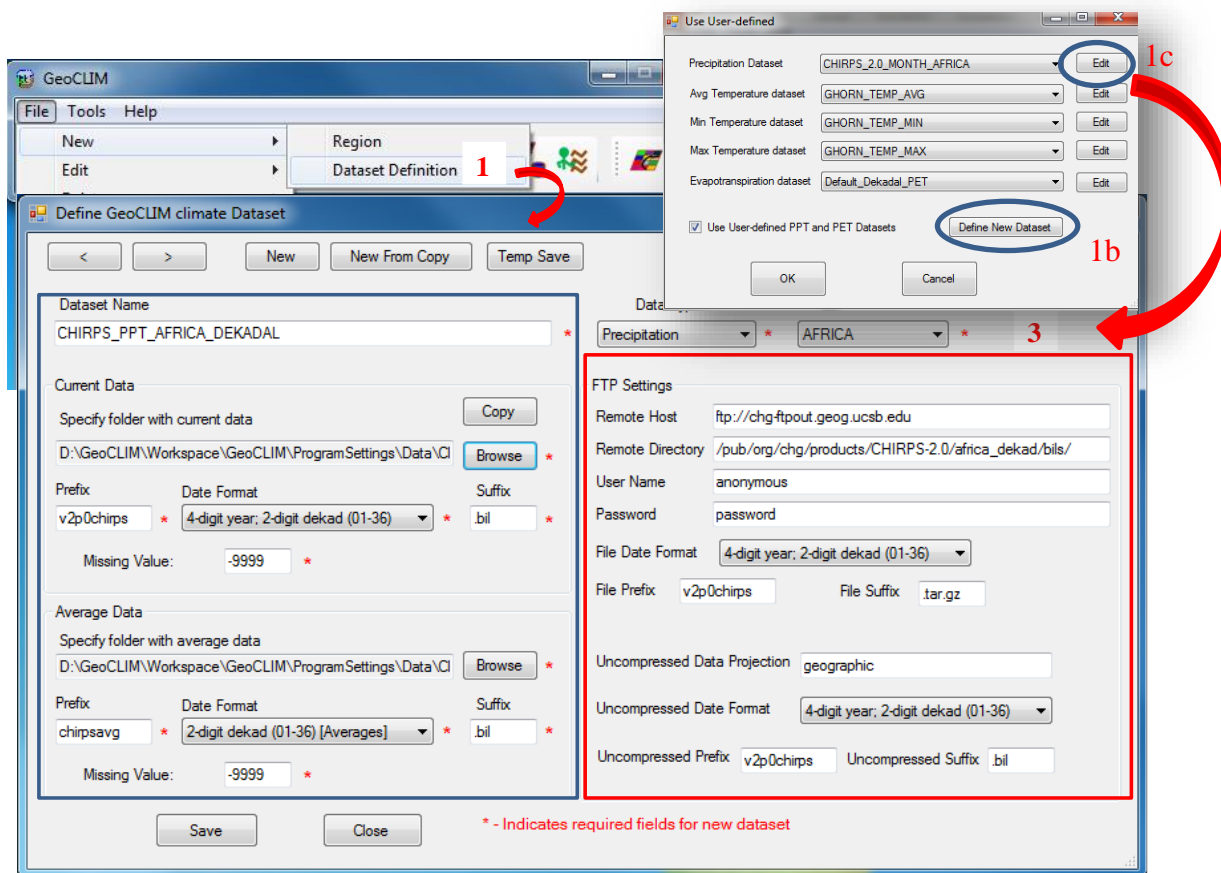 GeoCLIM
File Tools Help
New
Edit
Region
Dataset Definition
1
Use User-defined
Precipitation Dataset CHIRPS_2.0_MONTH_AFRICA Edit
1c
Avg Temperature dataset GHORN_TEMP_AVG Edit
Min Temperature dataset GHORN_TEMP_MIN Edit
Max Temperature dataset GHORN_TEMP_MAX Edit
Evapotranspiration dataset Default_Dekadal_PET Edit
Use User-defined PPT and PET Datasets Define New Dataset
1b
OK Cancel
Define GeoCLIM climate Dataset
< > New New From Copy Temp Save
Dataset Name
CHIRPS_PPT_AFRICA_DEKADAL *
Precipitation * AFRICA *
3
Current Data
Specify folder with current data Copy
D:\GeoCLIM\Workspace\GeoCLIM\ProgramSettings\Data\Cl Browse *
Prefix Date Format Suffix
v2p0chirps * 4-digit year; 2-digit dekad (01-36) * .bil *
Missing Value: -9999 *
Average Data
Specify folder with average data
D:\GeoCLIM\Workspace\GeoCLIM\ProgramSettings\Data\Cl Browse *
Prefix Date Format Suffix
chirpsavg * 2-digit dekad (01-36) [Averages] * .bil *
Missing Value: -9999 *
FTP Settings
Remote Host ftp://chg-ftpout.geog.ucsb.edu
Remote Directory /pub/org/chg/products/CHIRPS-2.0/africa_dekad/bils/
User Name anonymous
Password password
File Date Format 4-digit year; 2-digit dekad (01-36)
File Prefix v2p0chirps File Suffix .tar.gz
Uncompressed Data Projection geographic
Uncompressed Date Format 4-digit year; 2-digit dekad (01-36)
Uncompressed Prefix v2p0chirps Uncompressed Suffix .bil
Save Close
* - Indicates required fields for new dataset